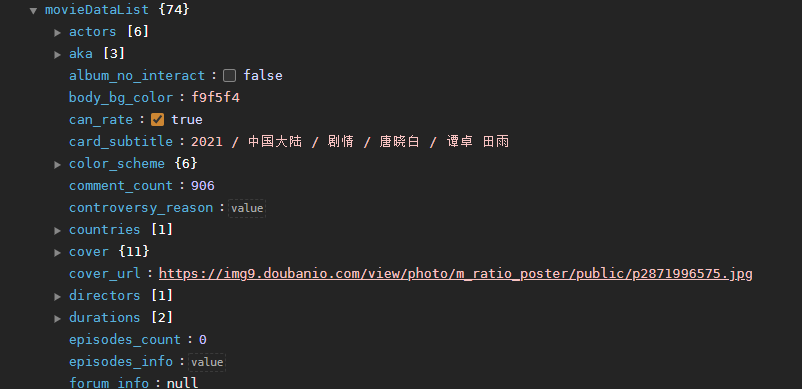 movieDataList {74}
actors [6]
aka [3]
album_no_interact : false
body_bg_color : f9f5f4
can_rate : true
card_subtitle : 2021 / 中国大陆 / 剧情 / 唐晓白 / 谭卓 田雨
color_scheme {6}
comment_count : 906
controversy_reason : value
countries [1]
cover {11}
cover_url : https://img9.doubanio.com/view/photo/m_ratio_poster/public/p2871996575.jpg
directors [1]
durations [2]
episodes_count : 0
episodes_info : value
forum_info : null